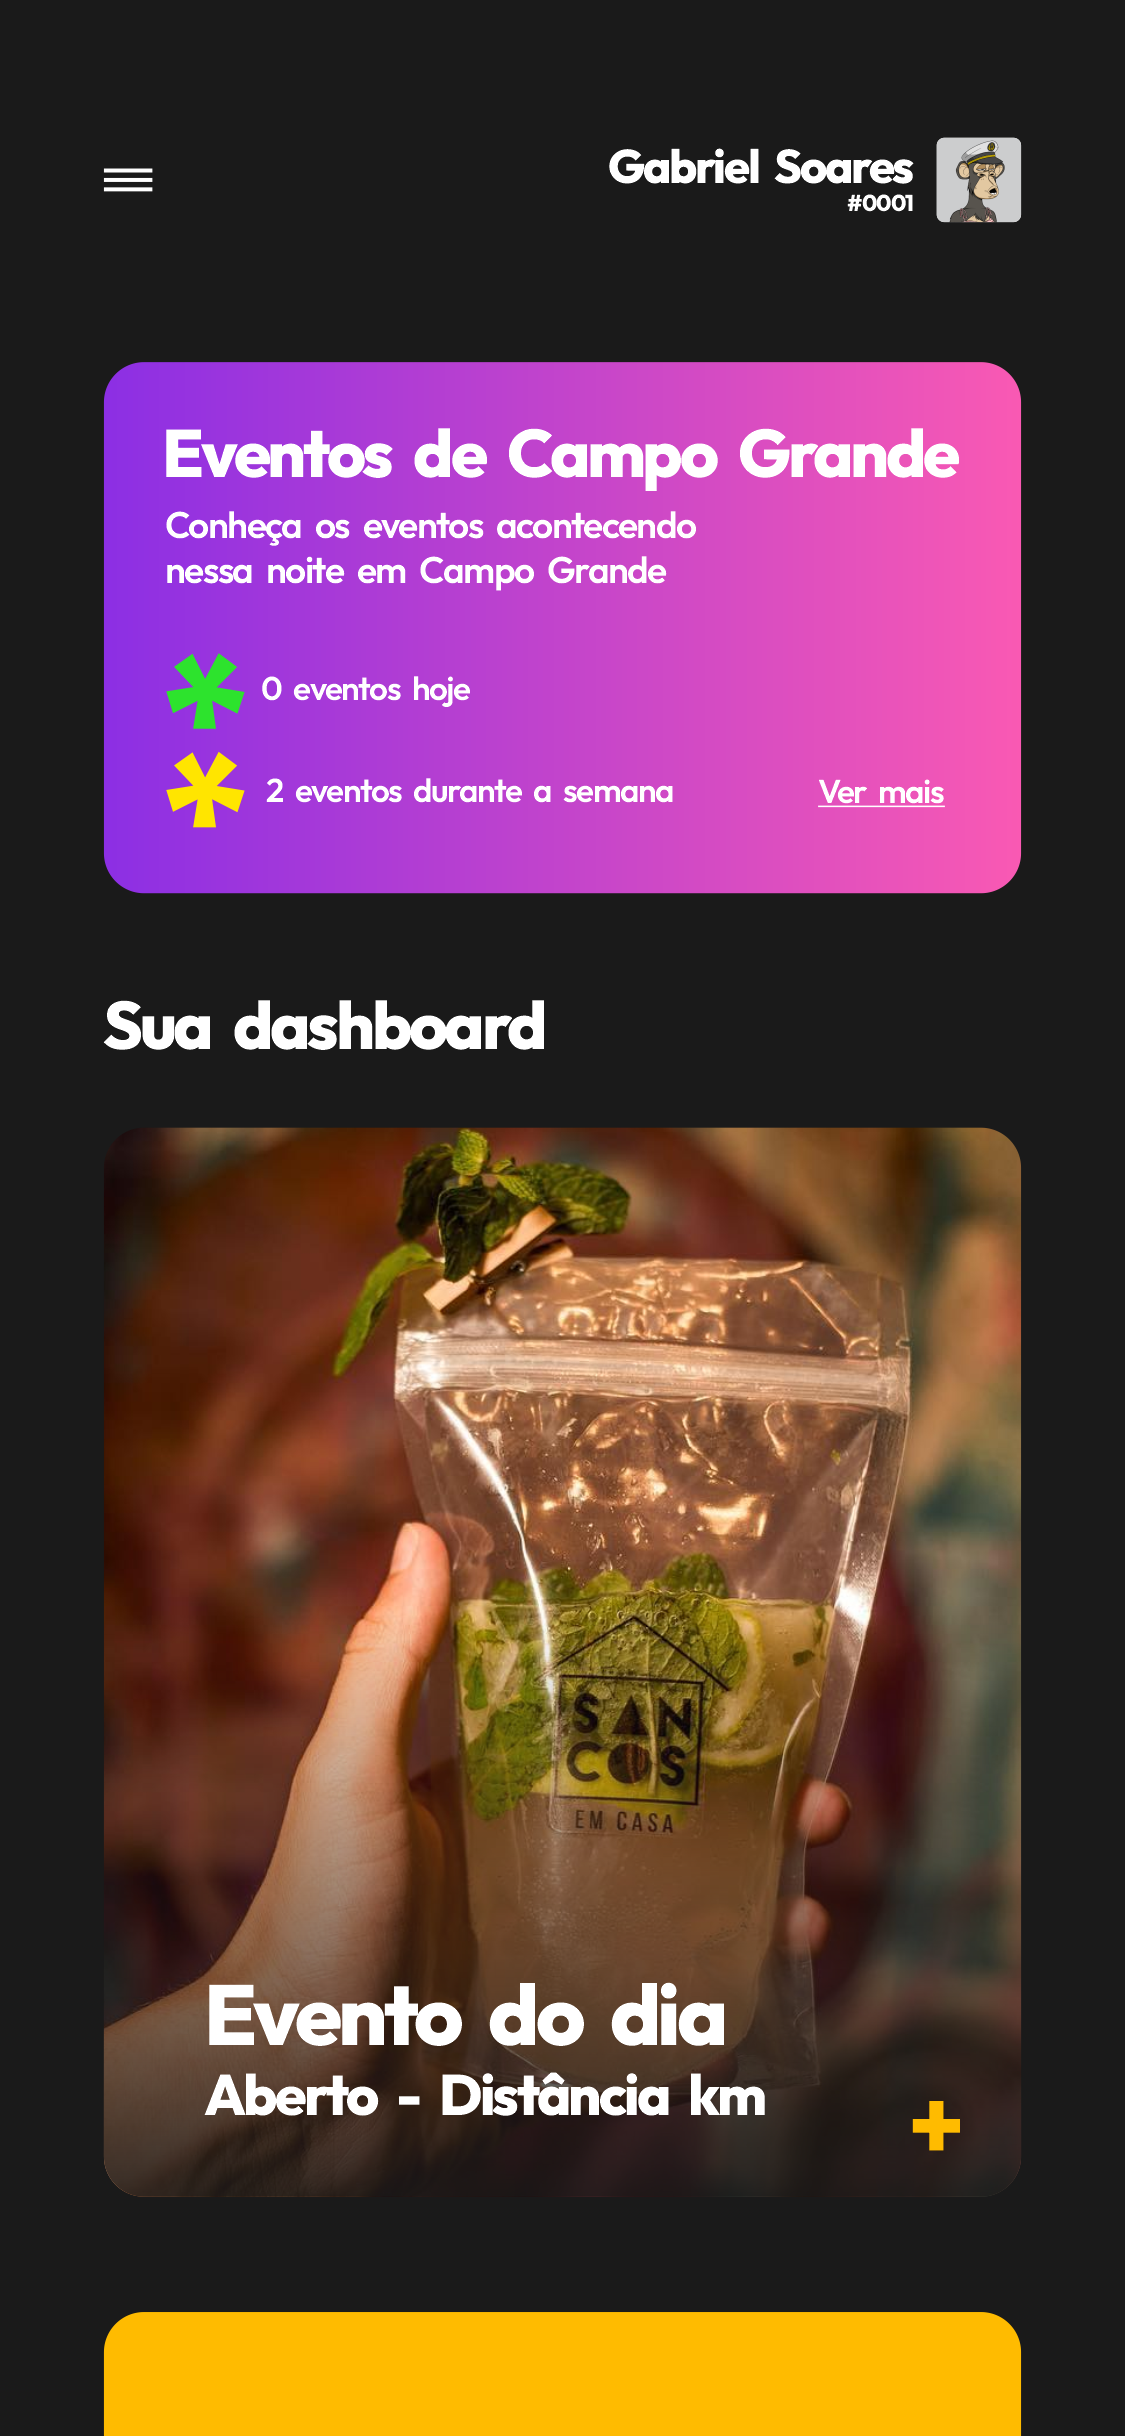 Gabriel Soares
#0001
Eventos de Campo Grande
Conheça os eventos acontecendo
nessa noite em Campo Grande
0 eventos hoje
2 eventos durante a semana
Ver mais
Sua dashboard
SAN
COS
EM CASA
Evento do dia
Aberto - Distância km